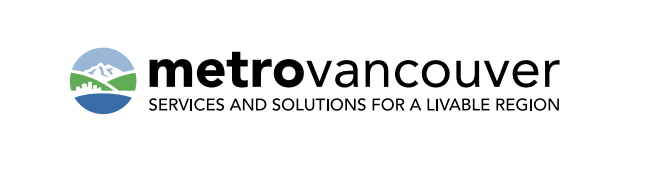 metrovancouver
SERVICES AND SOLUTIONS FOR A LIVABLE REGION